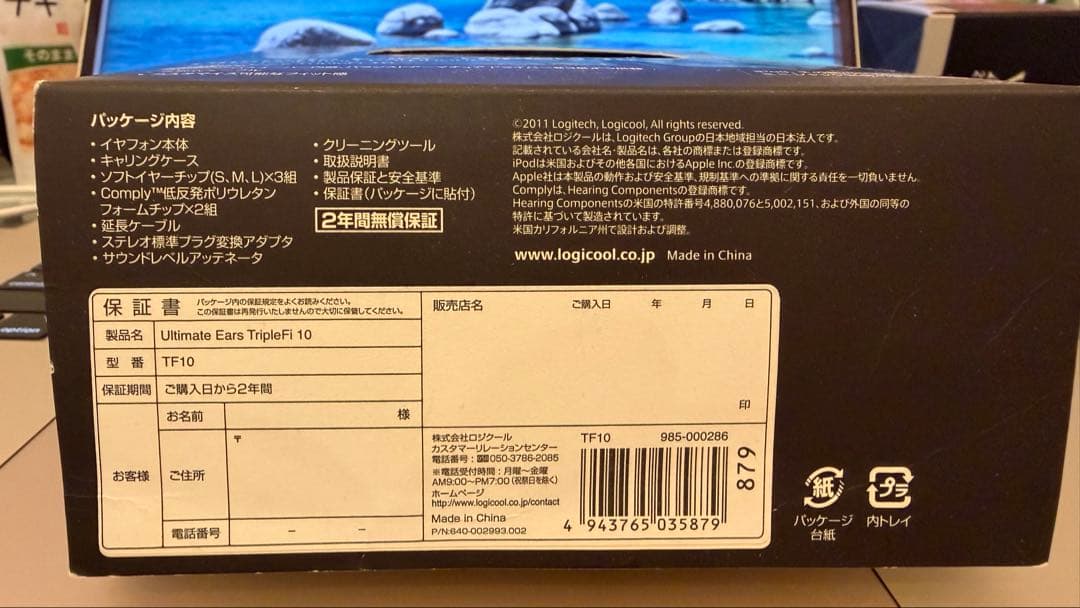 そのまま
option
パッケージ内容
・イヤフォン本体
・キャリングケース
・ソフトイヤーチップ(S、M、L)×3組
・Comply™低反発ポリウレタン
フォームチップ×2組
・延長ケーブル
・ステレオ標準プラグ変換アダプタ
・サウンドレベルアッテネータ
・クリーニングツール
・取扱説明書
・製品保証と安全基準
・保証書(パッケージに貼付)
2年間無償保証
©2011 Logitech, Logicool, All rights reserved.
株式会社ロジクールは、Logitech Groupの日本地域担当の日本法人です。
記載されている会社名・製品名は、各社の商標または登録商標です。
iPodは米国およびその他各国におけるApple Inc.の登録商標です。
Apple社は本製品の動作および安全基準、規制基準への準拠に関する責任を一切負いません。
Complyは、Hearing Componentsの登録商標です。
Hearing Componentsの米国の特許番号4,880,076と5,002,151、および外国の同等の
特許に基づいて製造されています。
米国カリフォルニア州で設計および調整。
www.logicool.co.jp Made in China
保証書 パッケージ内の保証規定をよくお読みください。
この保証書は再発行いたしませんので大切に保管してください。
製品名 Ultimate Ears TripleFi 10
型番 TF10
保証期間 ご購入日から2年間
お客様
お名前 様
ご住所 〒
電話番号 – –
販売店名 ご購入日 年 月 日
印
株式会社ロジクール
カスタマーリレーションセンター
電話番号:050-3786-2085
※電話受付時間:月曜〜金曜
AM9:00〜PM7:00(祝祭日を除く)
ホームページ
http://www.logicool.co.jp/contact
Made in China
P/N:640-002993.002
TF10 985-000286
879
4 943765 035879
紙
パッケージ
台紙
プラ
内トレイ